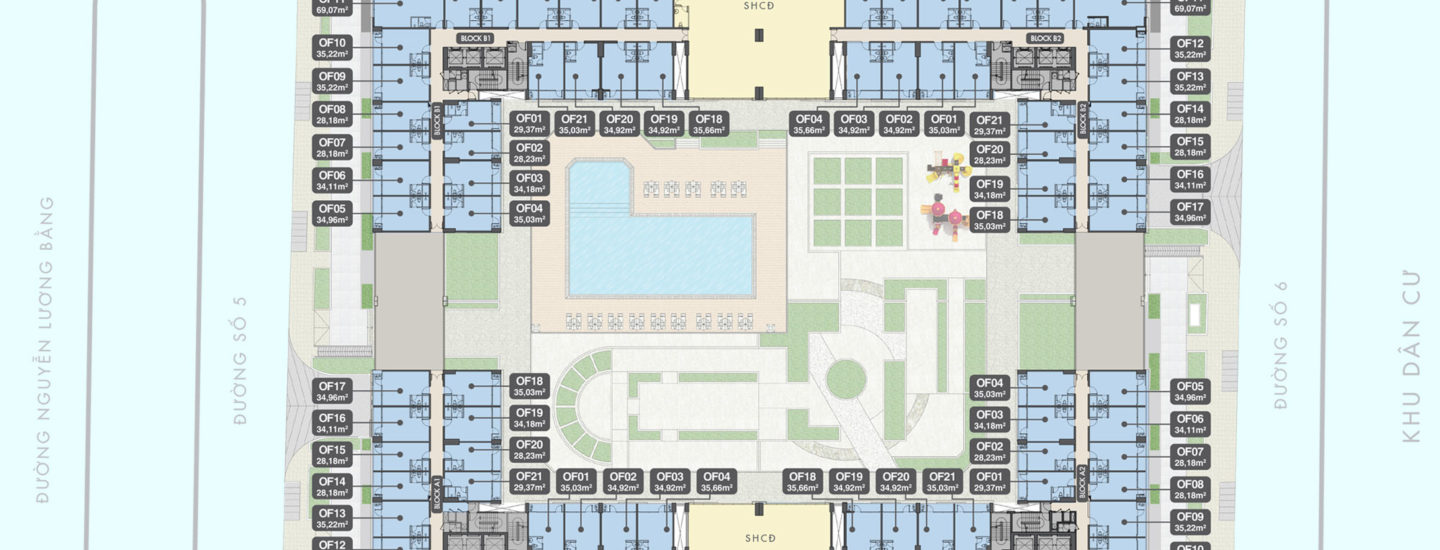 69,07m²
SHCĐ
69,07m²
BLOCK B1
BLOCK B2
OF10
35,22m²
OF09
35,22m²
OF08
28,18m²
OF07
28,18m²
OF06
34,11m²
OF05
34,96m²
BLOCK B1
OF01
29,37m²
OF21
35,03m²
OF20
34,92m²
OF19
34,92m²
OF18
35,66m²
OF02
28,23m²
OF03
34,18m²
OF04
35,03m²
OF04
35,66m²
OF03
34,92m²
OF02
34,92m²
OF01
35,03m²
OF21
29,37m²
OF20
28,23m²
OF19
34,18m²
OF18
35,03m²
BLOCK B2
OF12
35,22m²
OF13
35,22m²
OF14
28,18m²
OF15
28,18m²
OF16
34,11m²
OF17
34,96m²
ĐƯỜNG NGUYỄN LƯƠNG BẰNG
ĐƯỜNG SỐ 5
ĐƯỜNG SỐ 6
KHU DÂN CƯ
OF17
34,96m²
OF16
34,11m²
OF15
28,18m²
OF14
28,18m²
OF13
35,22m²
OF12
BLOCK A1
OF18
35,03m²
OF19
34,18m²
OF20
28,23m²
OF21
29,37m²
OF01
35,03m²
OF02
34,92m²
OF03
34,92m²
OF04
35,66m²
OF18
35,66m²
OF19
34,92m²
OF20
34,92m²
OF21
35,03m²
OF01
29,37m²
OF04
35,03m²
OF03
34,18m²
OF02
28,23m²
BLOCK A2
OF05
34,96m²
OF06
34,11m²
OF07
28,18m²
OF08
28,18m²
OF09
35,22m²
OF10
SHCĐ